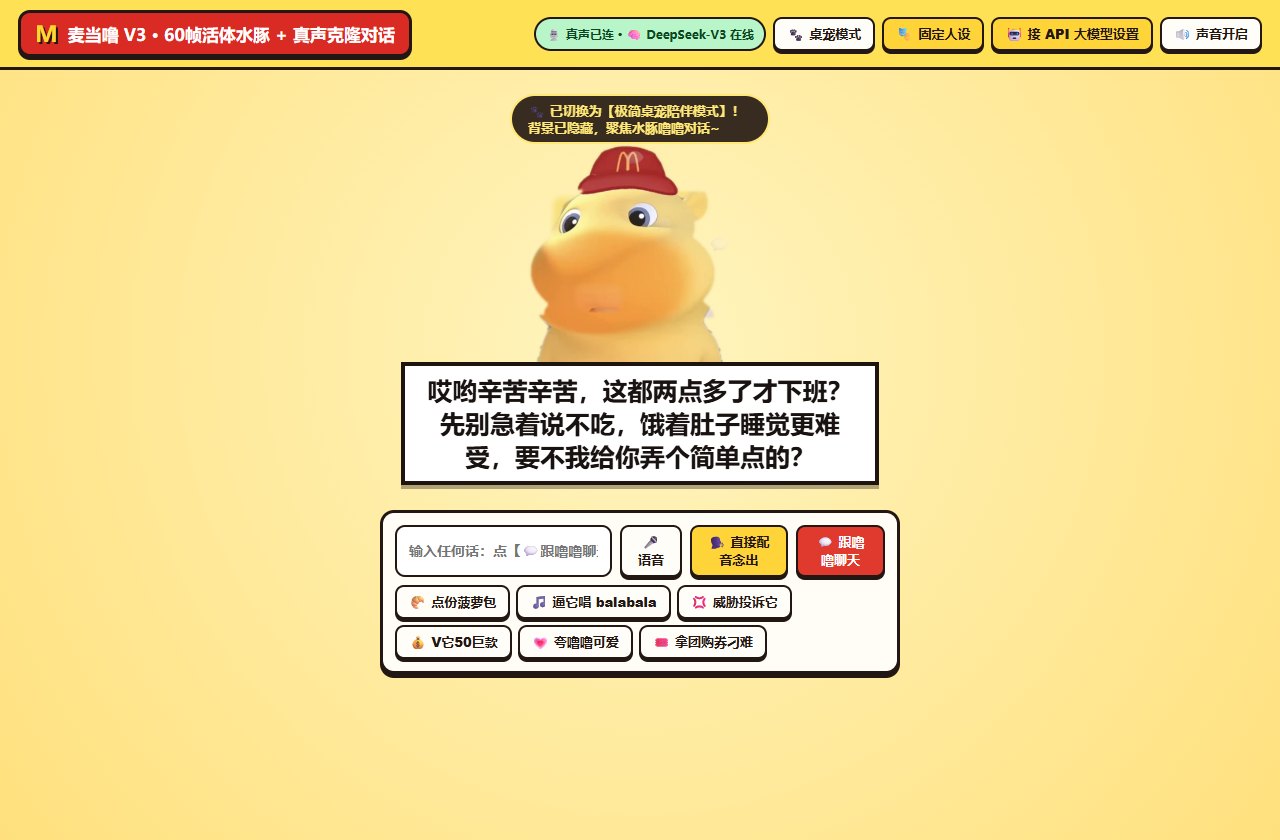 M 麦当噜 V3 • 60帧活体水豚 + 真声克隆对话
真声已连 • 🧠 DeepSeek-V3 在线
🐾 桌宠模式
固定人设
接 API 大模型设置
🔊 声音开启
🐾 已切换为【极简桌宠陪伴模式】！
背景已隐藏，聚焦水豚噜噜对话~
哎哟辛苦辛苦，这都两点多了才下班？
先别急着说不吃，饿着肚子睡觉更难
受，要不我给你弄个简单点的？
输入任何话：点【💬跟噜噜聊
🎤
语音
🗣️ 直接配
音念出
💬 跟噜
噜聊天
🥐 点份菠萝包
🎵 逼它唱 balabala
💢 威胁投诉它
💰 V它50巨款
💗 夸噜噜可爱
🎟️ 拿团购券刁难